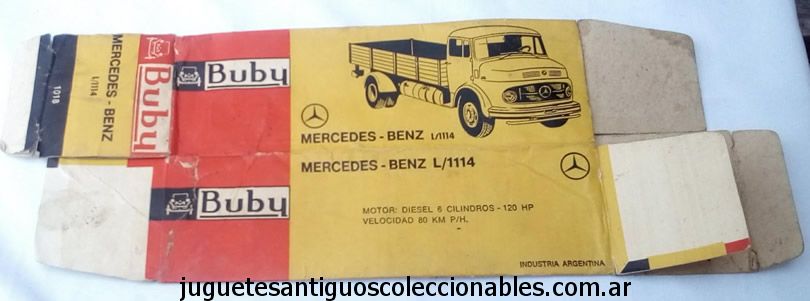 MERCEDES - BENZ
L/1114
1018
Buby
Buby
MERCEDES - BENZ L/1114
MERCEDES - BENZ L/1114
Buby
MOTOR: DIESEL 6 CILINDROS - 120 HP
VELOCIDAD 80 KM P/H.
INDUSTRIA ARGENTINA
juguetesantiguoscoleccionables.com.ar